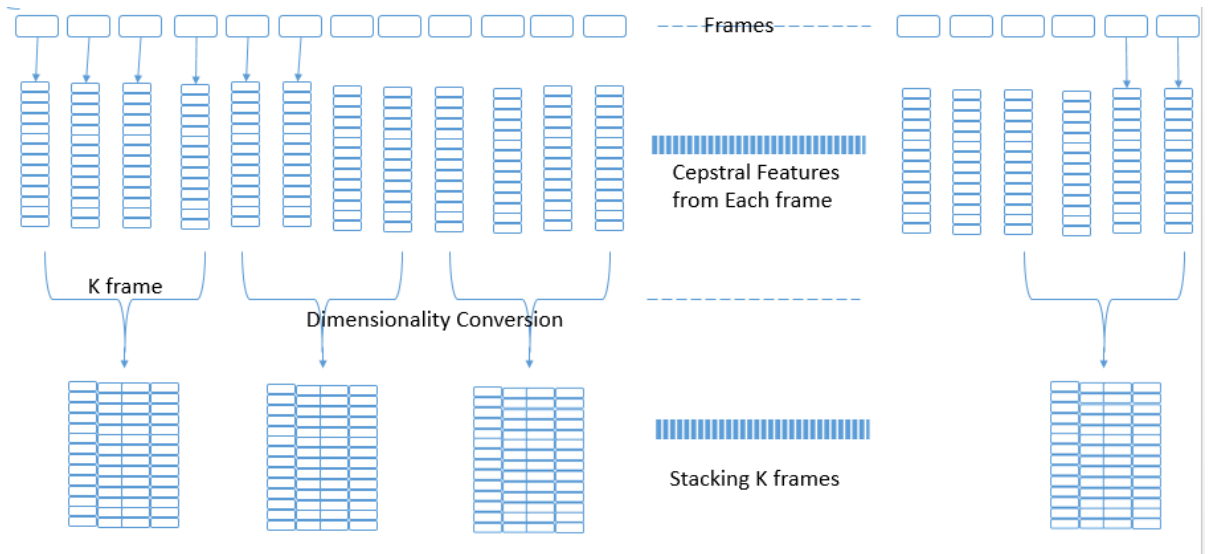 Frames
Cepstral Features
from Each frame
K frame
Dimensionality Conversion
Stacking K frames